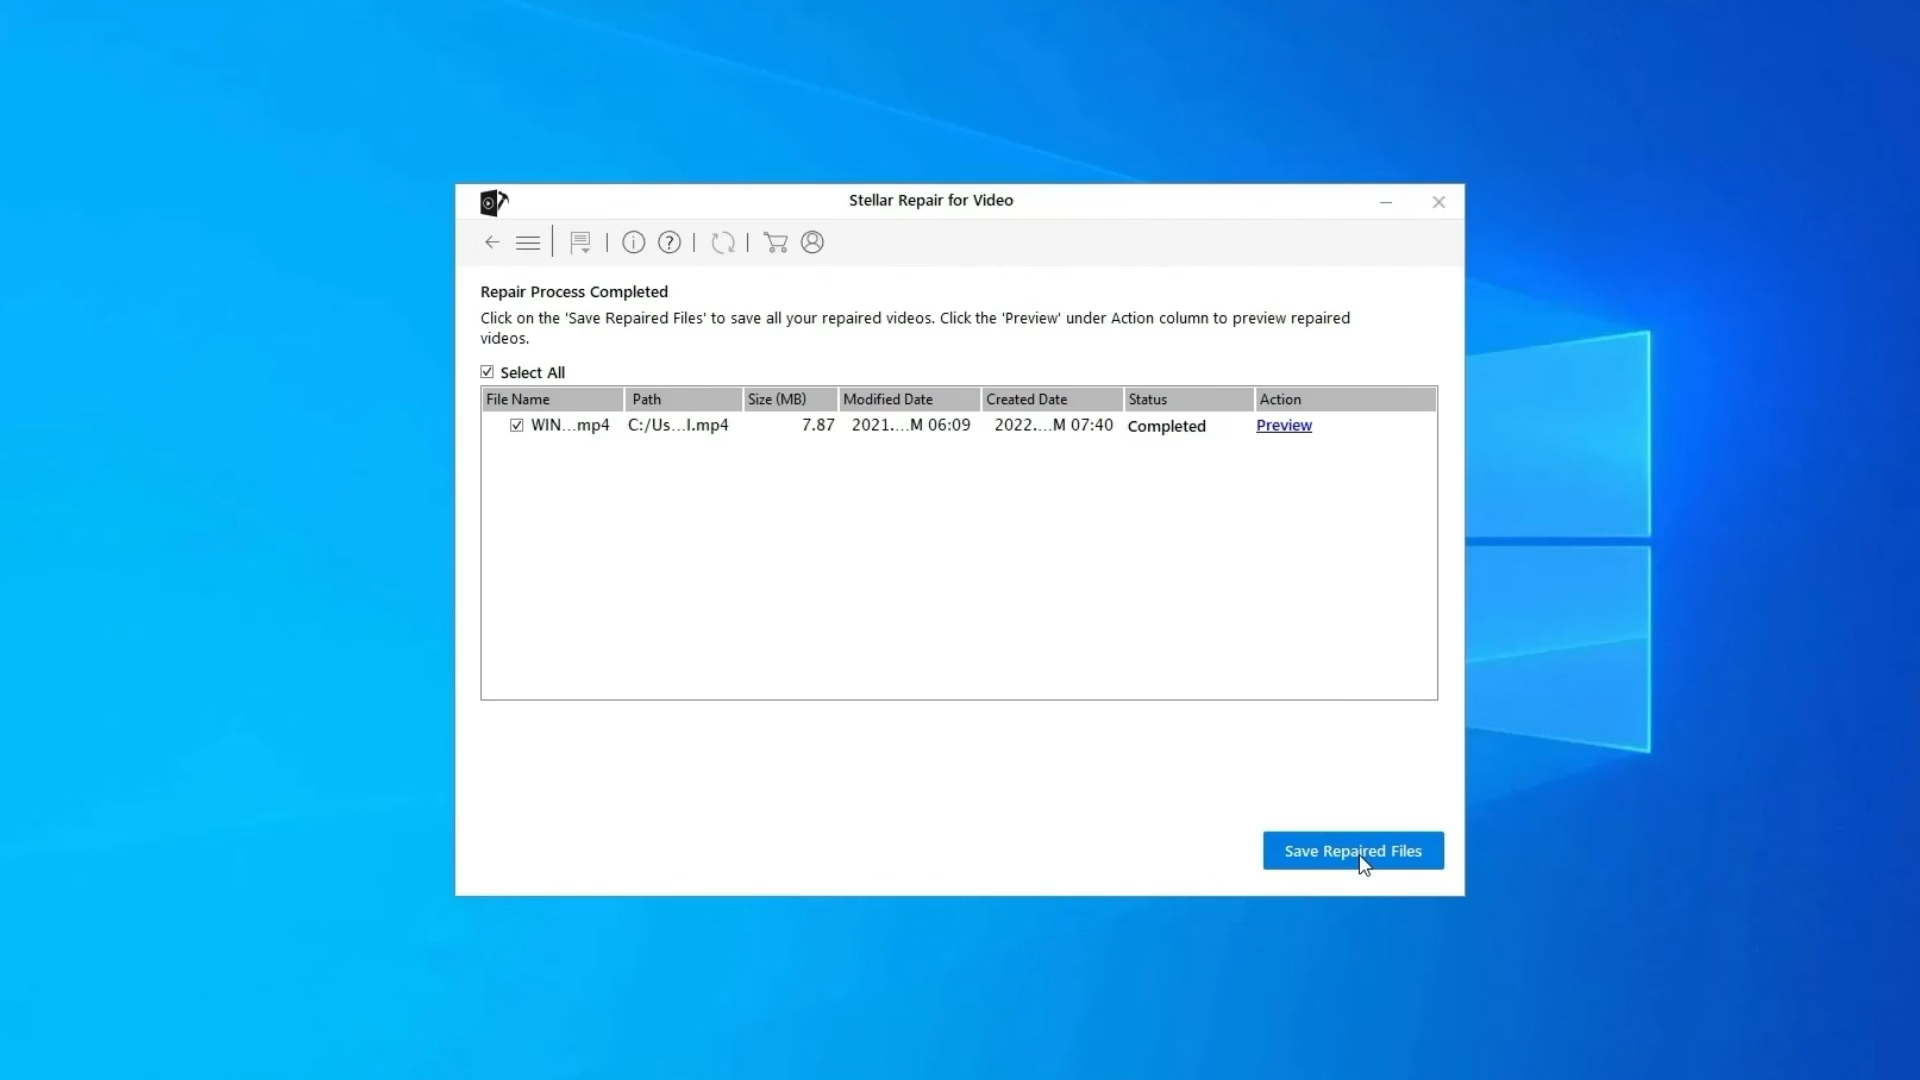 Stellar Repair for Video
Repair Process Completed
Click on the 'Save Repaired Files' to save all your repaired videos. Click the 'Preview' under Action column to preview repaired
videos.
Select All
File Name Path Size (MB) Modified Date Created Date Status Action
WIN...mp4 C:/Us...I.mp4 7.87 2021....M 06:09 2022....M 07:40 Completed Preview
Save Repaired Files